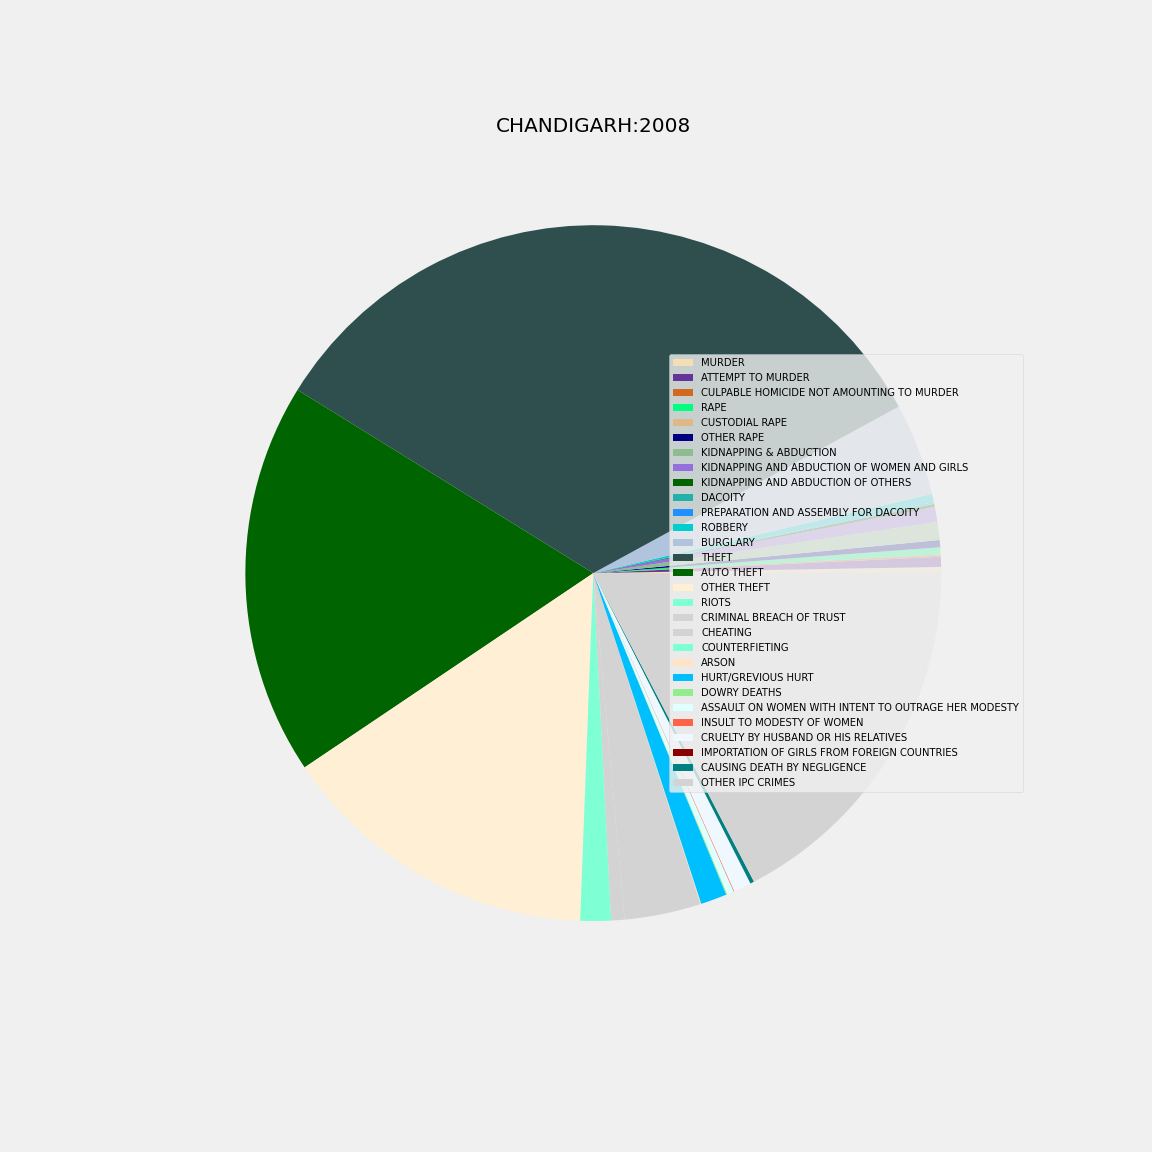 CHANDIGARH:2008
MURDER
ATTEMPT TO MURDER
CULPABLE HOMICIDE NOT AMOUNTING TO MURDER
RAPE
CUSTODIAL RAPE
OTHER RAPE
KIDNAPPING & ABDUCTION
KIDNAPPING AND ABDUCTION OF WOMEN AND GIRLS
KIDNAPPING AND ABDUCTION OF OTHERS
DACOITY
PREPARATION AND ASSEMBLY FOR DACOITY
ROBBERY
BURGLARY
THEFT
AUTO THEFT
OTHER THEFT
RIOTS
CRIMINAL BREACH OF TRUST
CHEATING
COUNTERFIETING
ARSON
HURT/GREVIOUS HURT
DOWRY DEATHS
ASSAULT ON WOMEN WITH INTENT TO OUTRAGE HER MODESTY
INSULT TO MODESTY OF WOMEN
CRUELTY BY HUSBAND OR HIS RELATIVES
IMPORTATION OF GIRLS FROM FOREIGN COUNTRIES
CAUSING DEATH BY NEGLIGENCE
OTHER IPC CRIMES